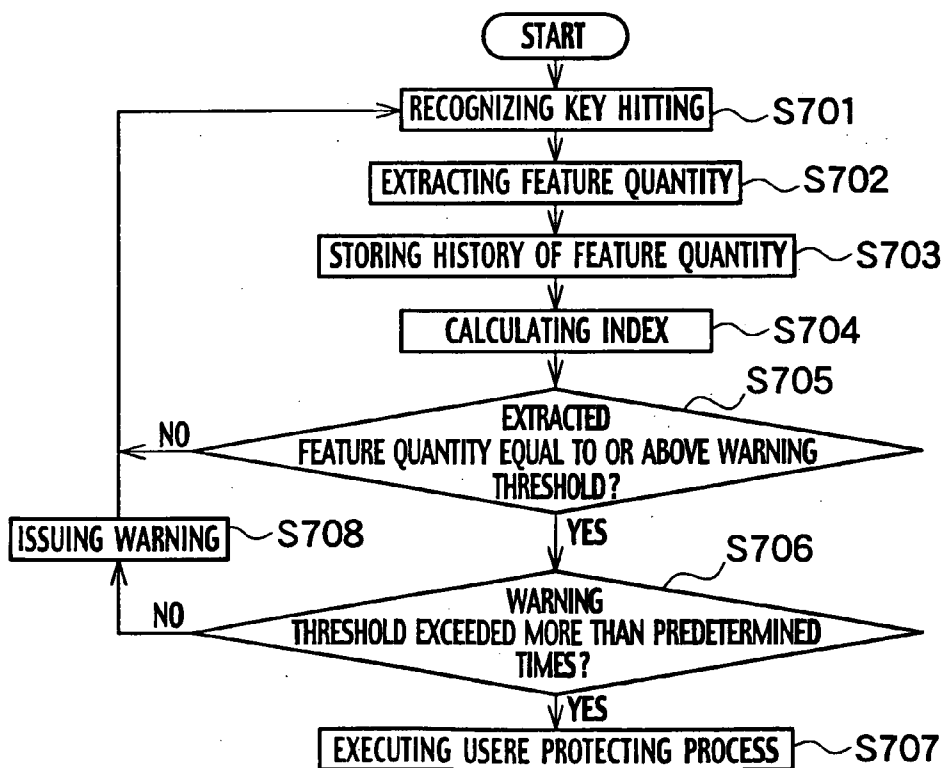 START
RECOGNIZING KEY HITTING
S701
EXTRACTING FEATURE QUANTITY
S702
STORING HISTORY OF FEATURE QUANTITY
S703
CALCULATING INDEX
S704
S705
EXTRACTED
FEATURE QUANTITY EQUAL TO OR ABOVE WARNING
THRESHOLD?
NO
YES
ISSUING WARNING
S708
S706
WARNING
THRESHOLD EXCEEDED MORE THAN PREDETERMINED
TIMES?
NO
YES
EXECUTING USERE PROTECTING PROCESS
S707